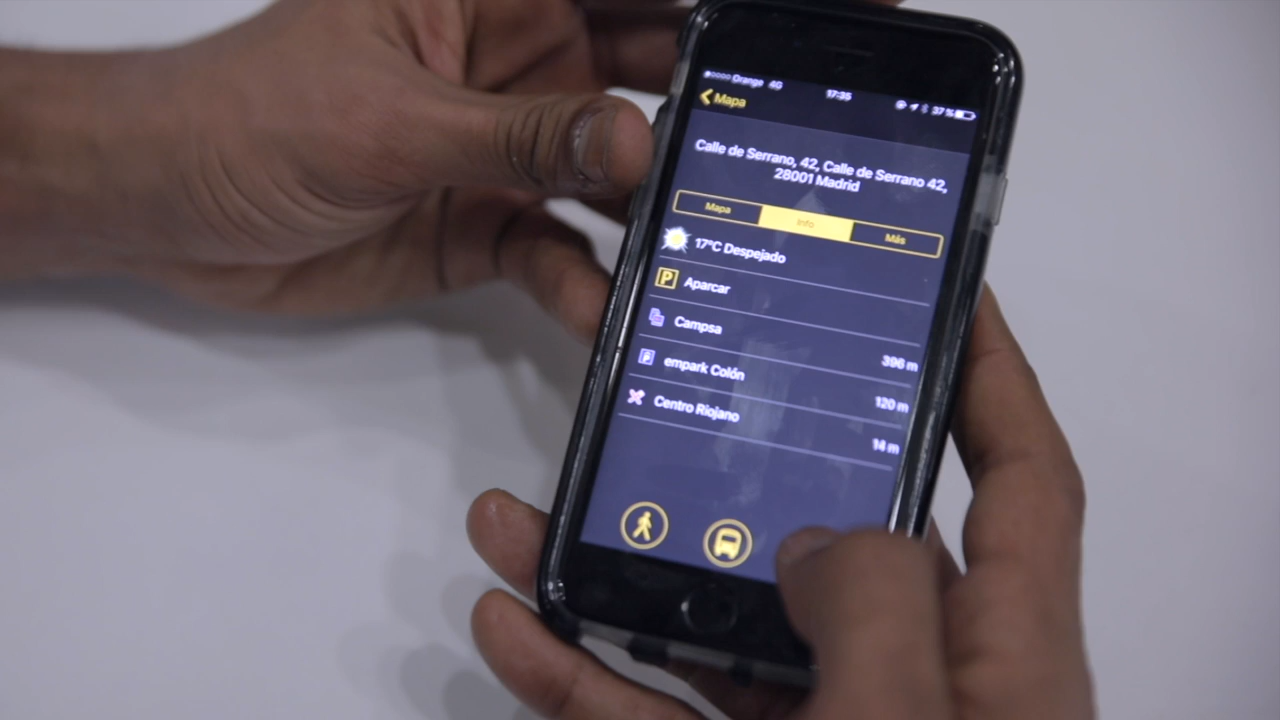 Orange 4G 17:35 37 %
Mapa
Calle de Serrano, 42, Calle de Serrano 42,
28001 Madrid
Mapa Info Más
17°C Despejado
P Aparcar
Campsa 396 m
P empark Colón 120 m
Centro Riojano 14 m